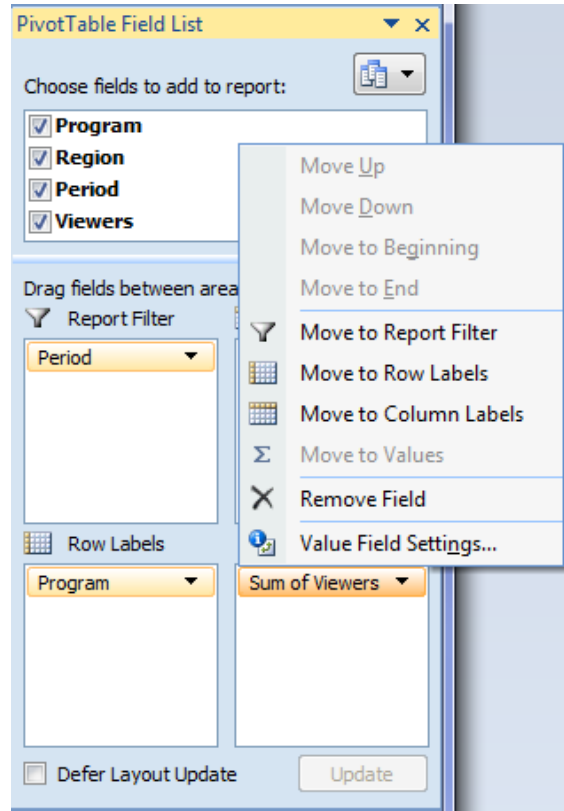 PivotTable Field List
Choose fields to add to report:
Program
Region
Period
Viewers
Drag fields between area
Report Filter
Period
Row Labels
Program
Sum of Viewers
Move Up
Move Down
Move to Beginning
Move to End
Move to Report Filter
Move to Row Labels
Move to Column Labels
Σ Move to Values
Remove Field
Value Field Settings...
Defer Layout Update
Update